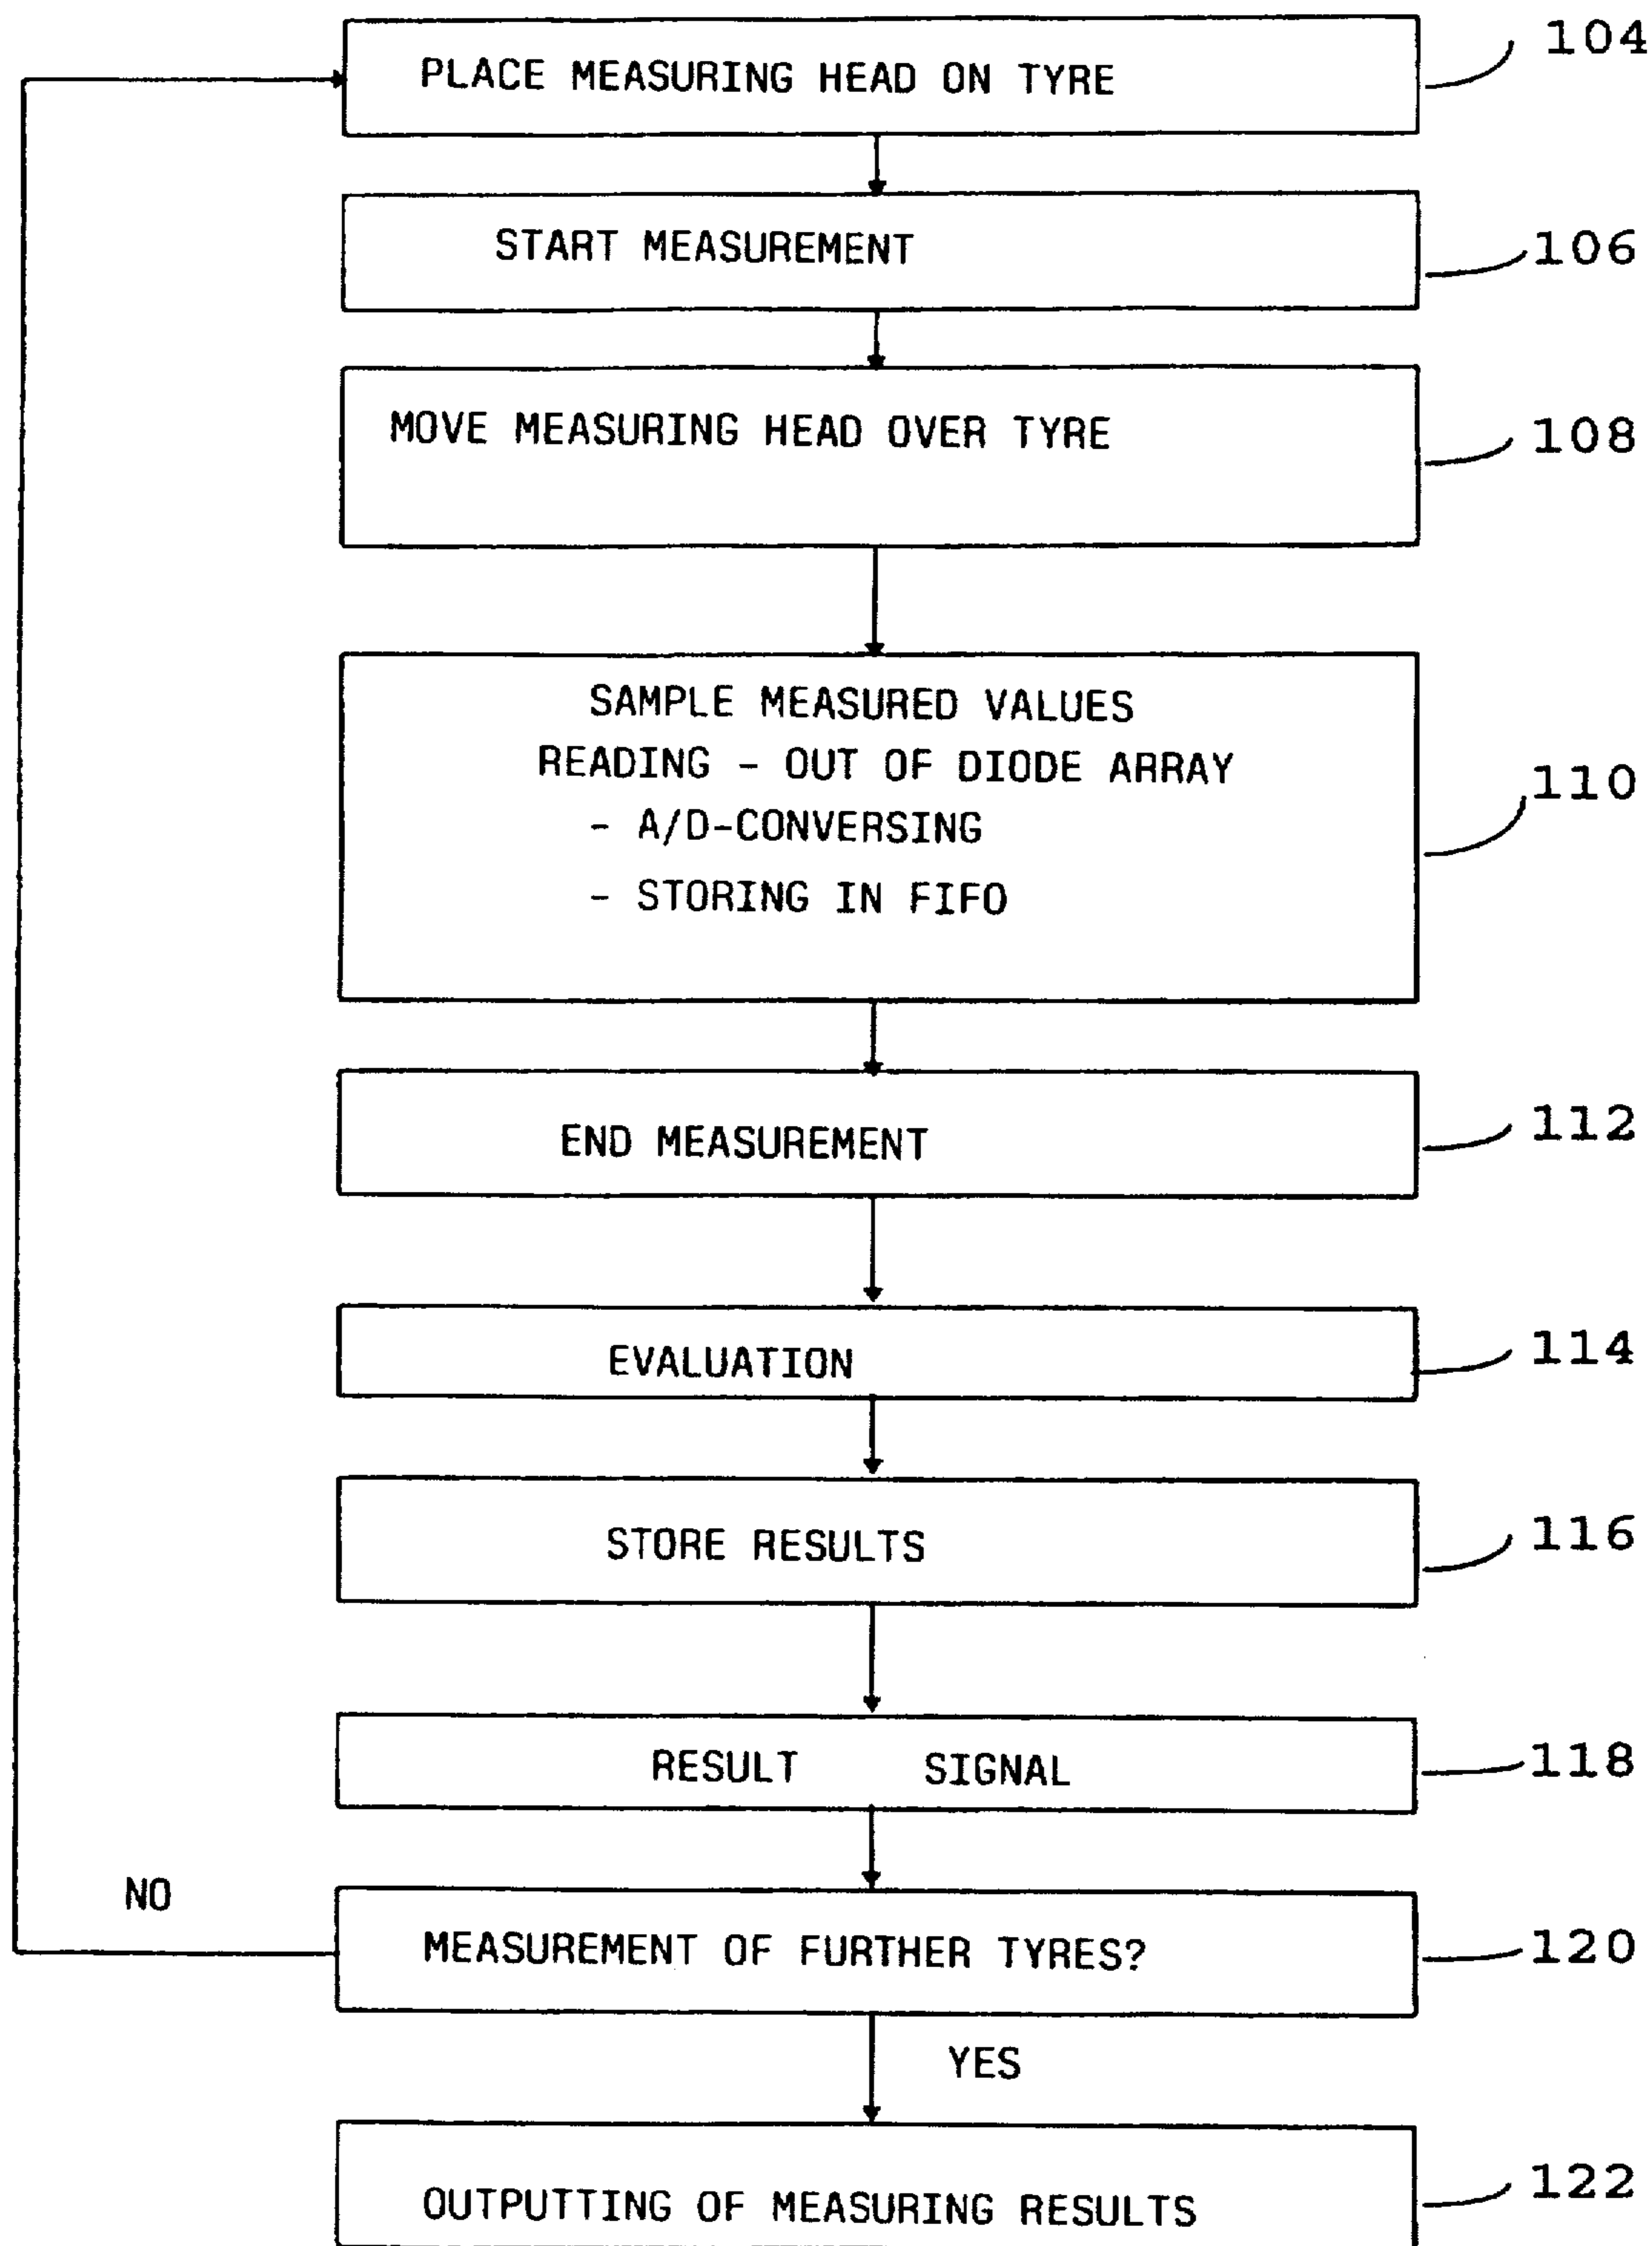 PLACE MEASURING HEAD ON TYRE
104
START MEASUREMENT
106
MOVE MEASURING HEAD OVER TYRE
108
SAMPLE MEASURED VALUES
READING - OUT OF DIODE ARRAY
- A/D-CONVERSING
- STORING IN FIFO
110
END MEASUREMENT
112
EVALUATION
114
STORE RESULTS
116
RESULT SIGNAL
118
NO
MEASUREMENT OF FURTHER TYRES?
120
YES
OUTPUTTING OF MEASURING RESULTS
122